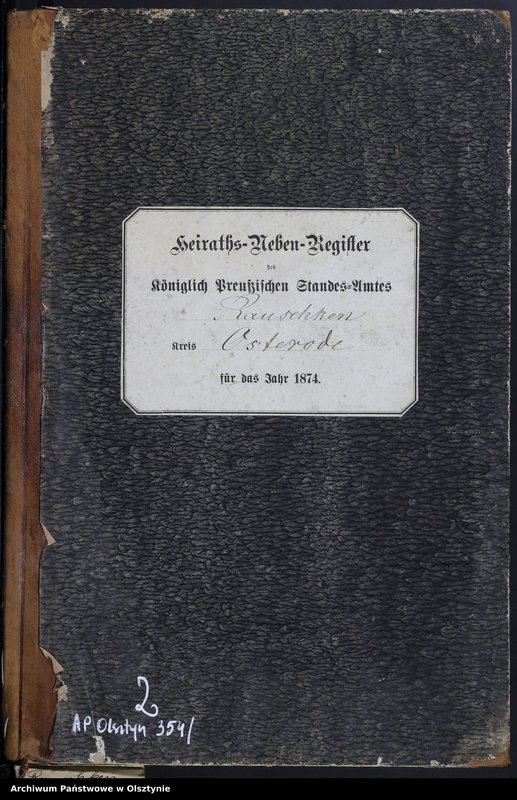 Heiraths-Neben-Register
des
Königlich Preußischen Standes-Amtes
Rauschken
Kreis Osterode
für das Jahr 1874.
2
AP Olsztyn 354/
Archiwum Państwowe w Olsztynie